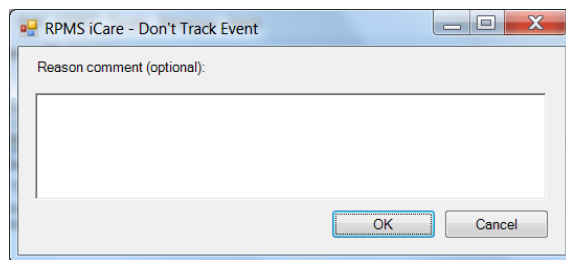 RPMS iCare - Don't Track Event
Reason comment (optional):
OK Cancel